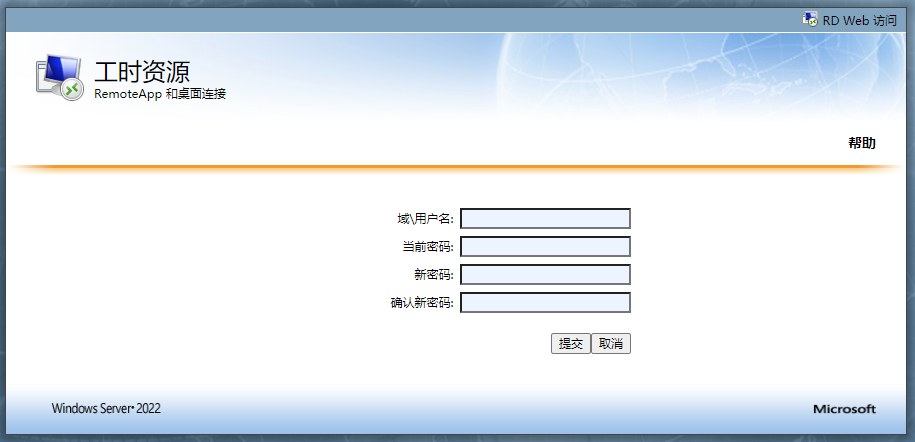 RD Web 访问
工时资源
RemoteApp 和桌面连接
帮助
域\用户名:
当前密码:
新密码:
确认新密码:
提交 取消
Windows Server 2022
Microsoft